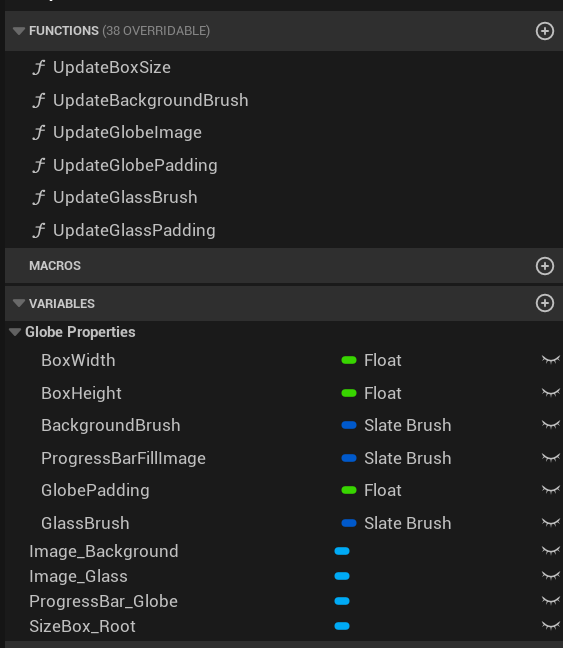 FUNCTIONS (38 OVERRIDABLE)
UpdateBoxSize
UpdateBackgroundBrush
UpdateGlobeImage
UpdateGlobePadding
UpdateGlassBrush
UpdateGlassPadding
MACROS
VARIABLES
Globe Properties
BoxWidth Float
BoxHeight Float
BackgroundBrush Slate Brush
ProgressBarFillImage Slate Brush
GlobePadding Float
GlassBrush Slate Brush
Image_Background
Image_Glass
ProgressBar_Globe
SizeBox_Root